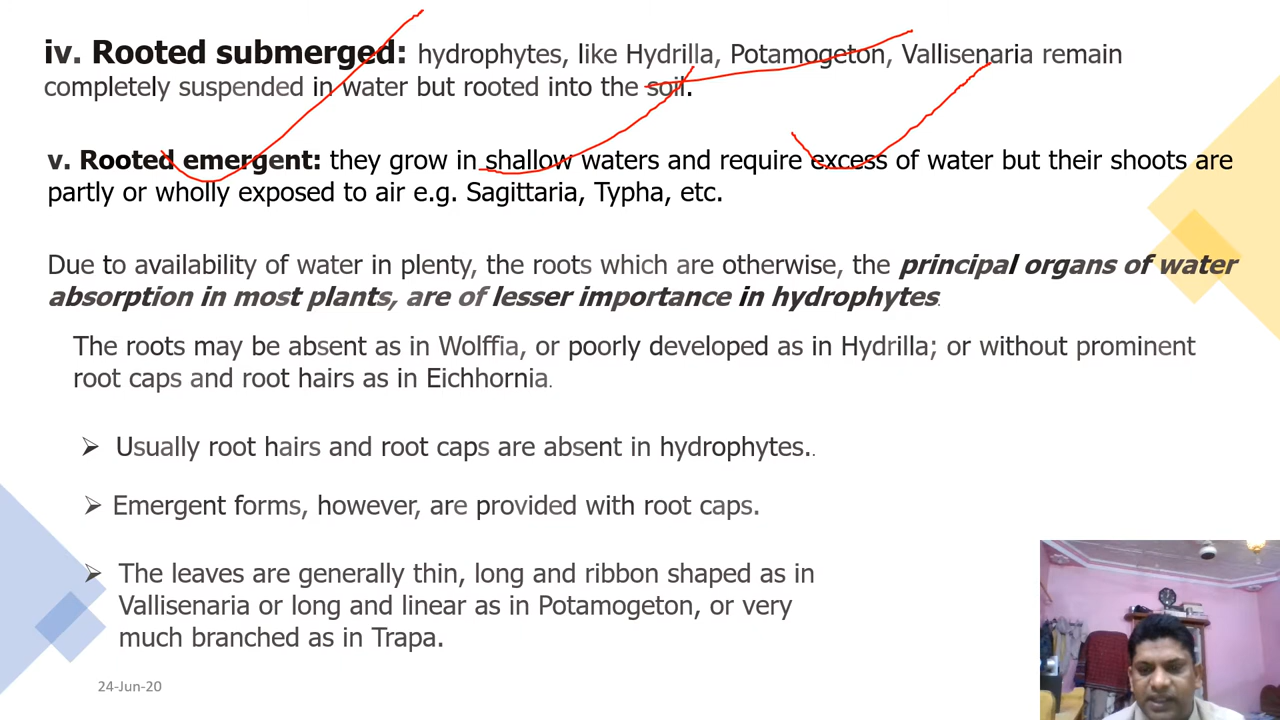 iv. Rooted submerged: hydrophytes, like Hydrilla, Potamogeton, Vallisenaria remain
completely suspended in water but rooted into the soil.
v. Rooted emergent: they grow in shallow waters and require excess of water but their shoots are
partly or wholly exposed to air e.g. Sagittaria, Typha, etc.
Due to availability of water in plenty, the roots which are otherwise, the principal organs of water
absorption in most plants, are of lesser importance in hydrophytes.
The roots may be absent as in Wolffia, or poorly developed as in Hydrilla; or without prominent
root caps and root hairs as in Eichhornia.
➢ Usually root hairs and root caps are absent in hydrophytes..
➢ Emergent forms, however, are provided with root caps.
➢ The leaves are generally thin, long and ribbon shaped as in
Vallisenaria or long and linear as in Potamogeton, or very
much branched as in Trapa.
24-Jun-20